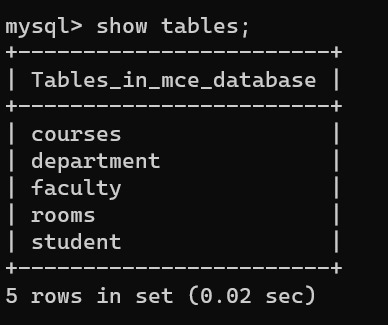 mysql> show tables;
+------------------------+
| Tables_in_mce_database |
+------------------------+
| courses                |
| department             |
| faculty                |
| rooms                  |
| student                |
+------------------------+
5 rows in set (0.02 sec)